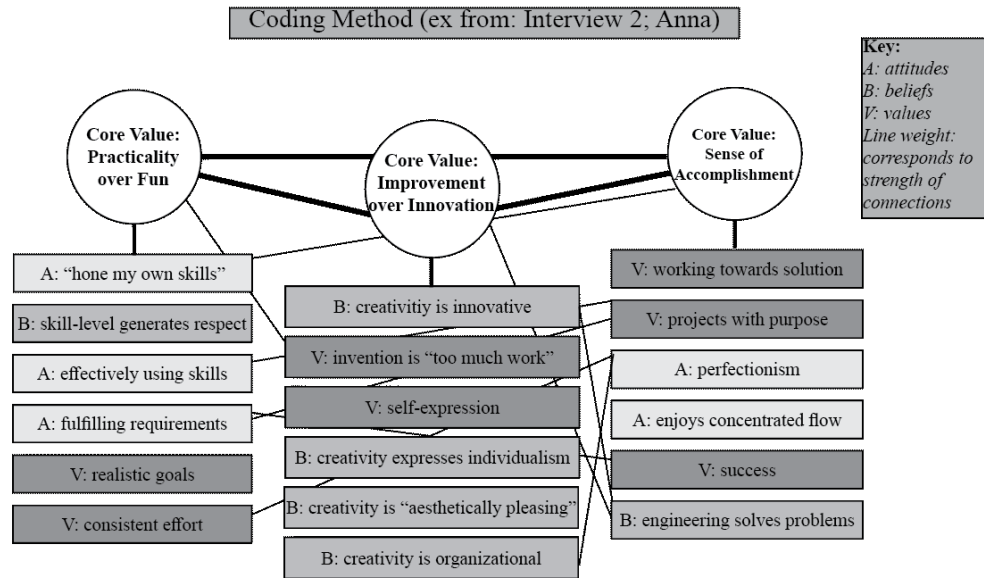 Coding Method (ex from: Interview 2; Anna)
Key:
A: attitudes
B: beliefs
V: values
Line weight:
corresponds to
strength of
connections
Core Value:
Practicality
over Fun
Core Value:
Improvement
over Innovation
Core Value:
Sense of
Accomplishment
A: “hone my own skills”
B: skill-level generates respect
A: effectively using skills
A: fulfilling requirements
V: realistic goals
V: consistent effort
B: creativitiy is innovative
V: invention is “too much work”
V: self-expression
B: creativity expresses individualism
B: creativity is “aesthetically pleasing”
B: creativity is organizational
V: working towards solution
V: projects with purpose
A: perfectionism
A: enjoys concentrated flow
V: success
B: engineering solves problems